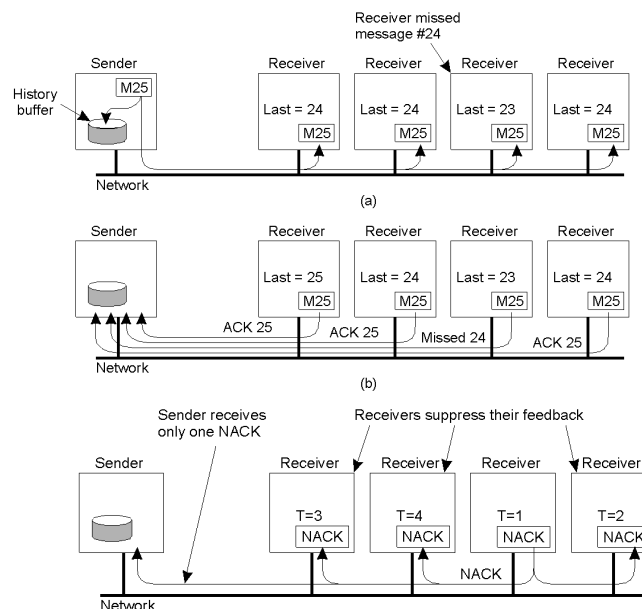 Receiver missed
message #24
Sender
Receiver
Receiver
Receiver
Receiver
History
buffer
M25
Last = 24
Last = 24
Last = 23
Last = 24
M25
M25
M25
M25
Network
(a)
Sender
Receiver
Receiver
Receiver
Receiver
Last = 25
Last = 24
Last = 23
Last = 24
M25
M25
M25
M25
ACK 25
ACK 25
Missed 24
ACK 25
Network
(b)
Sender receives
only one NACK
Receivers suppress their feedback
Sender
Receiver
Receiver
Receiver
Receiver
T=3
T=4
T=1
T=2
NACK
NACK
NACK
NACK
NACK
Network